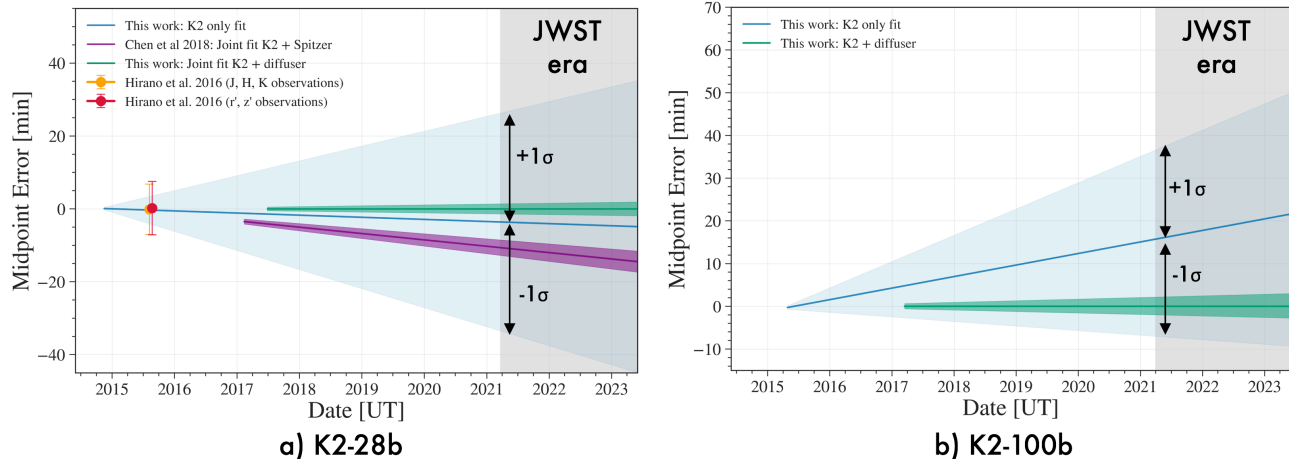 This work: K2 only fit
Chen et al 2018: Joint fit K2 + Spitzer
This work: Joint fit K2 + diffuser
Hirano et al. 2016 (J, H, K observations)
Hirano et al. 2016 (r', z' observations)
JWST
era
+1σ
-1σ
40
20
0
−20
−40
Midpoint Error [min]
2015 2016 2017 2018 2019 2020 2021 2022 2023
Date [UT]
a) K2-28b
This work: K2 only fit
This work: K2 + diffuser
JWST
era
+1σ
-1σ
70
60
50
40
30
20
10
0
−10
Midpoint Error [min]
2015 2016 2017 2018 2019 2020 2021 2022 2023
Date [UT]
b) K2-100b